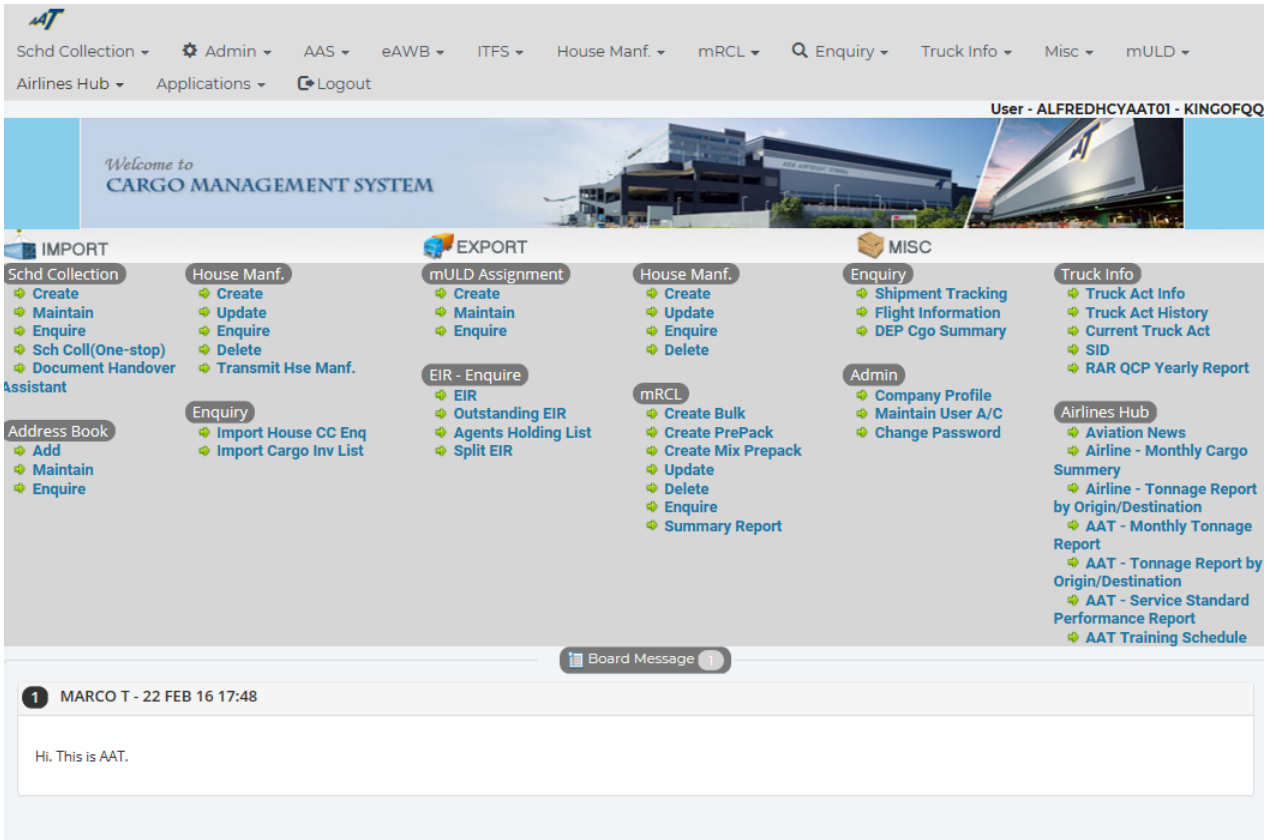 AAT
Schd Collection Admin AAS eAWB ITFS House Manf. mRCL Enquiry Truck Info Misc mULD
Airlines Hub Applications Logout
User - ALFREDHCYAAT01 - KINGOFQQ
Welcome to
CARGO MANAGEMENT SYSTEM
ASIA AIRFREIGHT TERMINAL
IMPORT
Schd Collection
Create
Maintain
Enquire
Sch Coll(One-stop)
Document Handover
Assistant
Address Book
Add
Maintain
Enquire
House Manf.
Create
Update
Enquire
Delete
Transmit Hse Manf.
Enquiry
Import House CC Enq
Import Cargo Inv List
EXPORT
mULD Assignment
Create
Maintain
Enquire
EIR - Enquire
EIR
Outstanding EIR
Agents Holding List
Split EIR
House Manf.
Create
Update
Enquire
Delete
mRCL
Create Bulk
Create PrePack
Create Mix Prepack
Update
Delete
Enquire
Summary Report
MISC
Enquiry
Shipment Tracking
Flight Information
DEP Cgo Summary
Admin
Company Profile
Maintain User A/C
Change Password
Truck Info
Truck Act Info
Truck Act History
Current Truck Act
SID
RAR QCP Yearly Report
Airlines Hub
Aviation News
Airline - Monthly Cargo
Summery
Airline - Tonnage Report
by Origin/Destination
AAT - Monthly Tonnage
Report
AAT - Tonnage Report by
Origin/Destination
AAT - Service Standard
Performance Report
AAT Training Schedule
Board Message 1
1 MARCO T - 22 FEB 16 17:48
Hi. This is AAT.